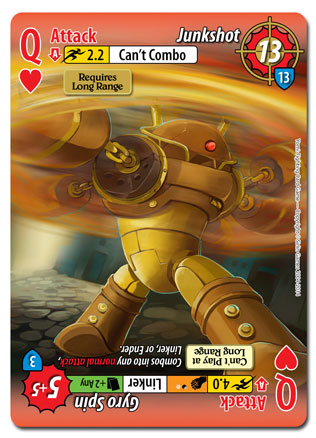 Q Attack Junkshot
2.2 Can't Combo 13
13
Requires
Long Range
Can't Play at
Long Range
Combos into any normal attack,
Linker, or Ender.
Q Attack
4.0 Linker +2 Any 5+5
3
Gyro Spin